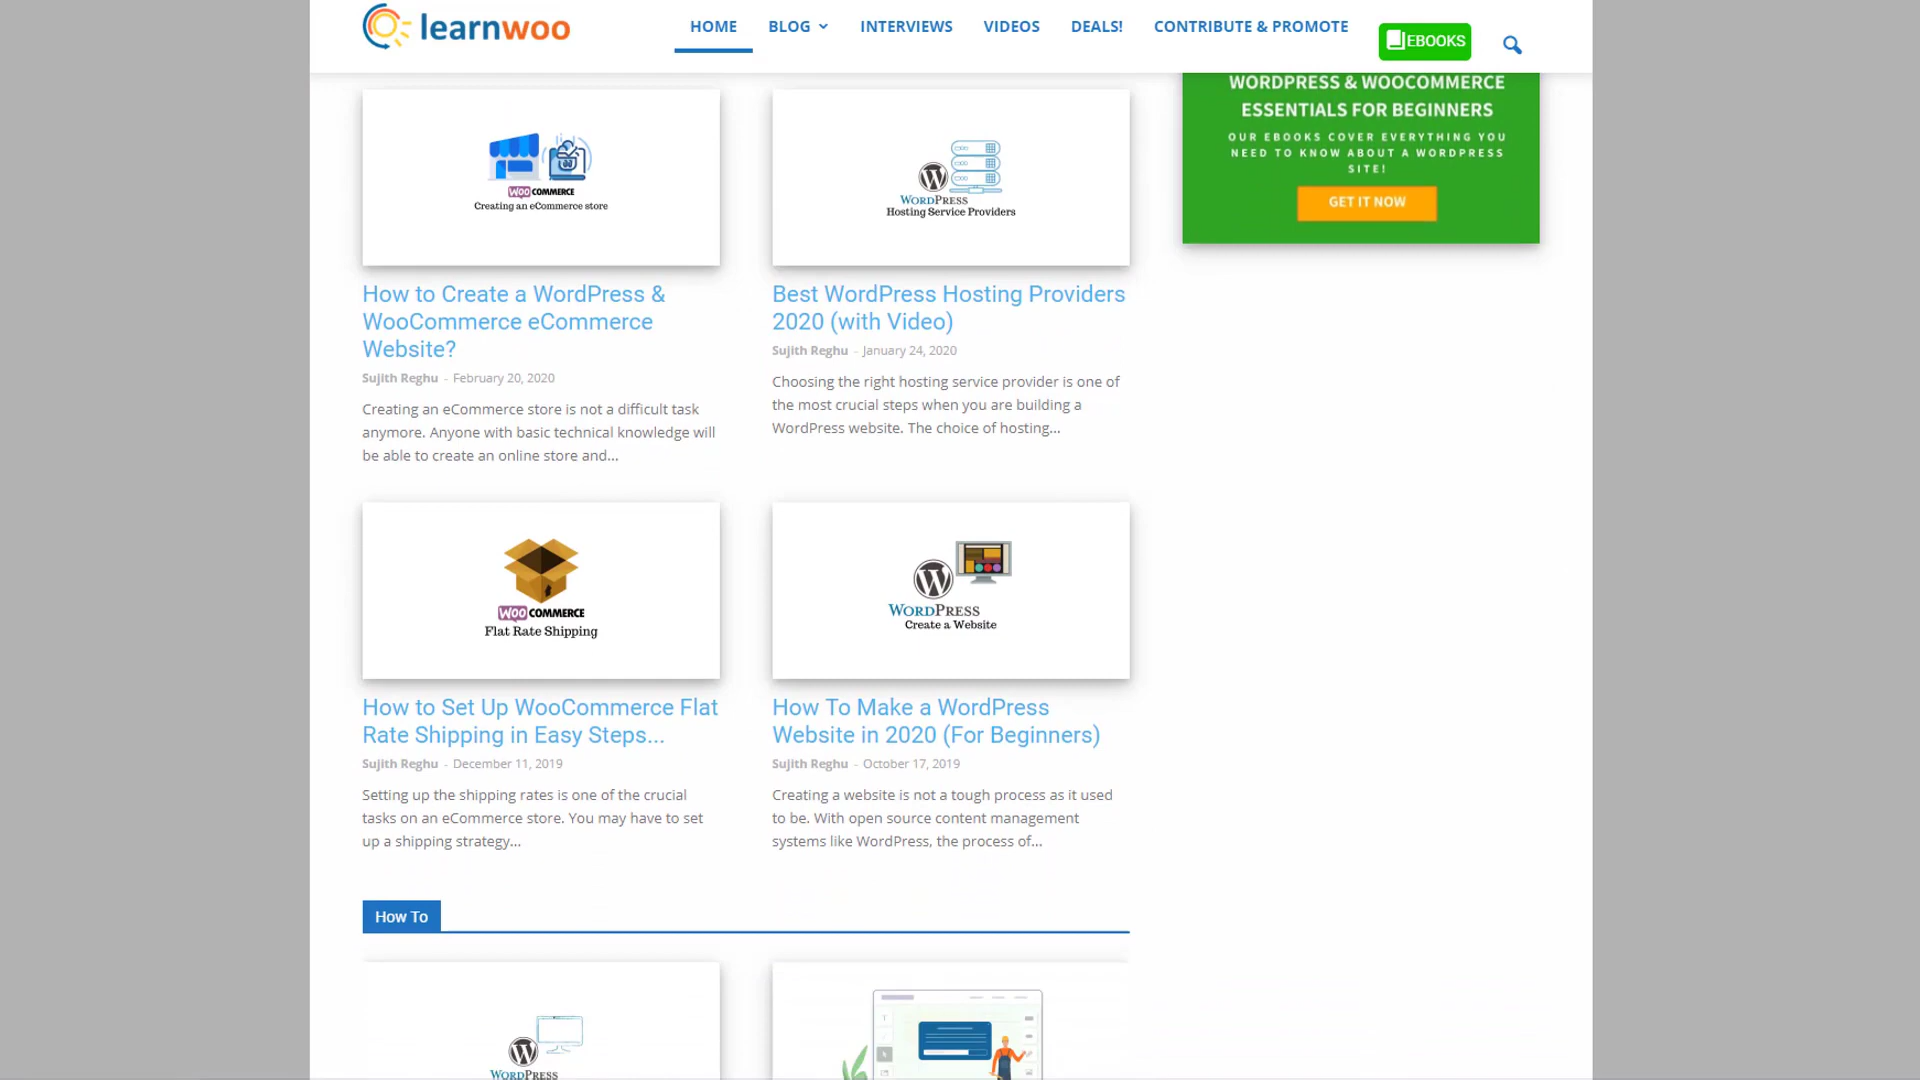 learnwoo
HOME
BLOG
INTERVIEWS
VIDEOS
DEALS!
CONTRIBUTE & PROMOTE
EBOOKS
WORDPRESS & WOOCOMMERCE
ESSENTIALS FOR BEGINNERS
OUR EBOOKS COVER EVERYTHING YOU
NEED TO KNOW ABOUT A WORDPRESS
SITE!
GET IT NOW
WOO COMMERCE
Creating an eCommerce store
WORDPRESS
Hosting Service Providers
How to Create a WordPress &
WooCommerce eCommerce
Website?
Sujith Reghu - February 20, 2020
Creating an eCommerce store is not a difficult task
anymore. Anyone with basic technical knowledge will
be able to create an online store and...
Best WordPress Hosting Providers
2020 (with Video)
Sujith Reghu - January 24, 2020
Choosing the right hosting service provider is one of
the most crucial steps when you are building a
WordPress website. The choice of hosting...
WOO COMMERCE
Flat Rate Shipping
WORDPRESS
Create a Website
How to Set Up WooCommerce Flat
Rate Shipping in Easy Steps...
Sujith Reghu - December 11, 2019
Setting up the shipping rates is one of the crucial
tasks on an eCommerce store. You may have to set
up a shipping strategy...
How To Make a WordPress
Website in 2020 (For Beginners)
Sujith Reghu - October 17, 2019
Creating a website is not a tough process as it used
to be. With open source content management
systems like WordPress, the process of...
How To
WORDPRESS